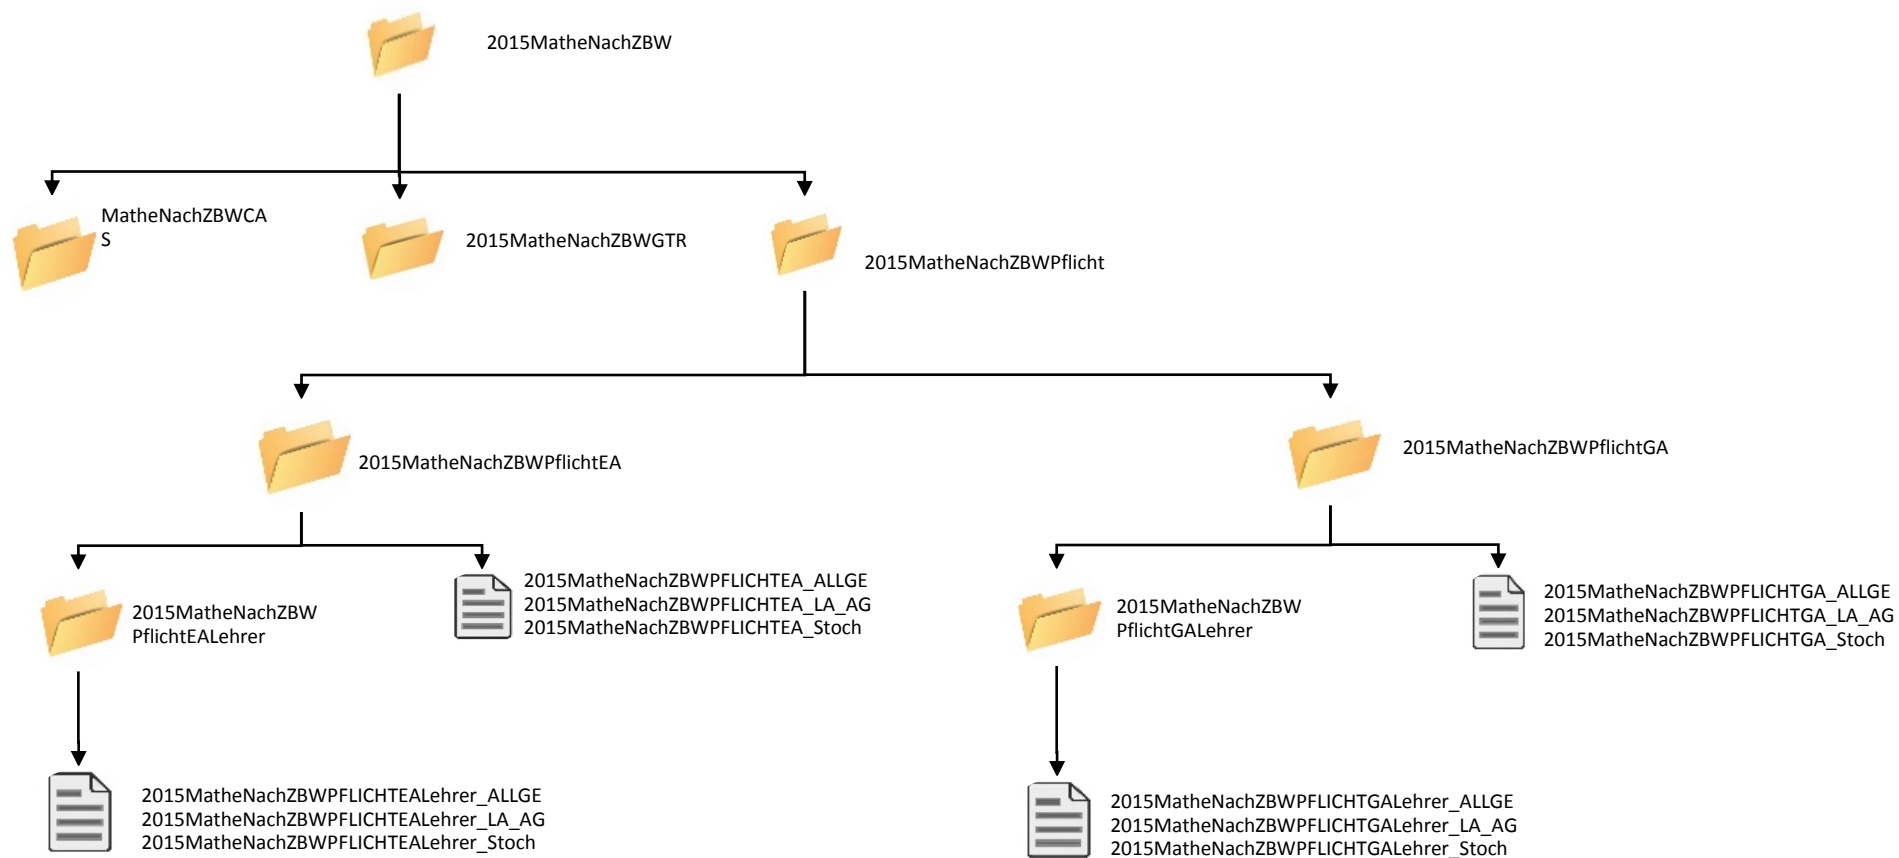 2015MatheNachZBW
MatheNachZBWCA
S
2015MatheNachZBWGTR
2015MatheNachZBWPflicht
2015MatheNachZBWPflichtEA
2015MatheNachZBWPflichtGA
2015MatheNachZBW
PflichtEALehrer
2015MatheNachZBWPFLICHTEA_ALLGE
2015MatheNachZBWPFLICHTEA_LA_AG
2015MatheNachZBWPFLICHTEA_Stoch
2015MatheNachZBW
PflichtGALehrer
2015MatheNachZBWPFLICHTGA_ALLGE
2015MatheNachZBWPFLICHTGA_LA_AG
2015MatheNachZBWPFLICHTGA_Stoch
2015MatheNachZBWPFLICHTEALehrer_ALLGE
2015MatheNachZBWPFLICHTEALehrer_LA_AG
2015MatheNachZBWPFLICHTEALehrer_Stoch
2015MatheNachZBWPFLICHTGALehrer_ALLGE
2015MatheNachZBWPFLICHTGALehrer_LA_AG
2015MatheNachZBWPFLICHTGALehrer_Stoch